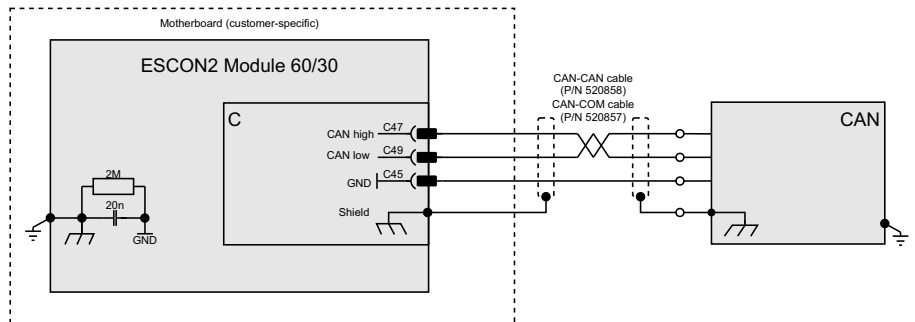 Motherboard (customer-specific)
ESCON2 Module 60/30
CAN-CAN cable
(P/N 520858)
CAN-COM cable
(P/N 520857)
C
CAN
CAN high
C47
CAN low
C49
GND
C45
Shield
2M
20n
GND